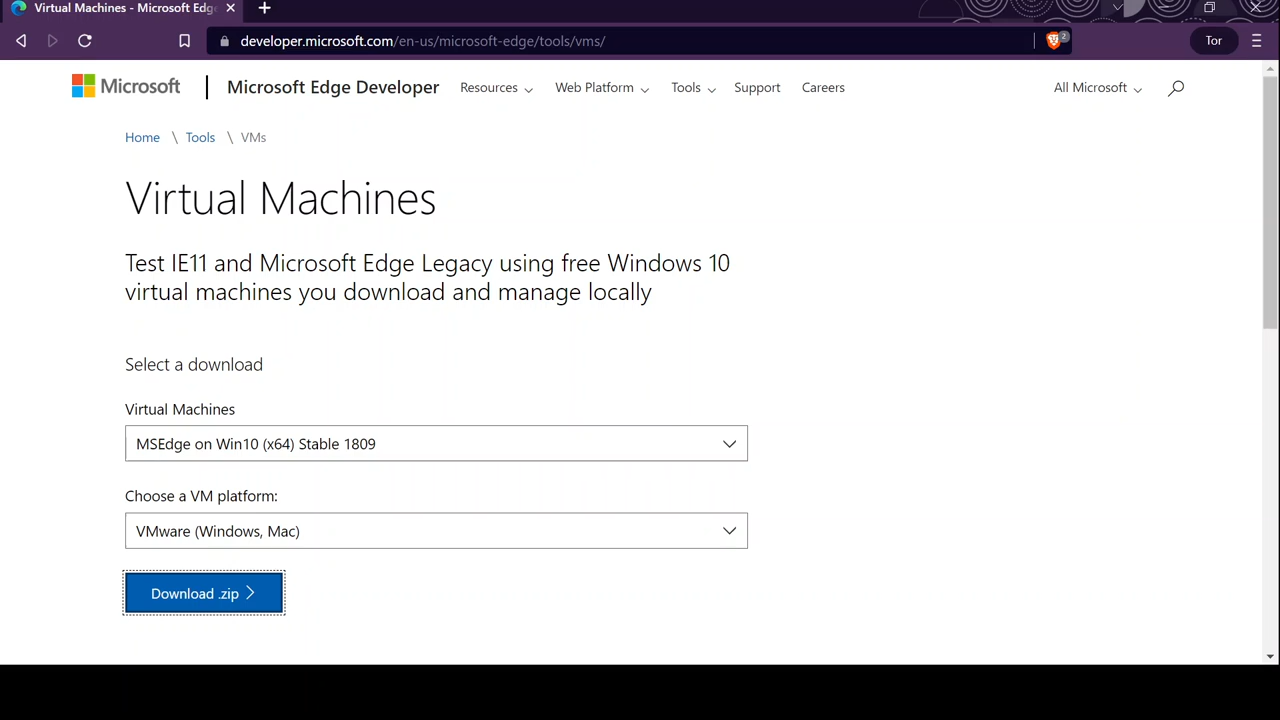 Virtual Machines - Microsoft Edg
developer.microsoft.com/en-us/microsoft-edge/tools/vms/
2
Tor
Microsoft
Microsoft Edge Developer
Resources
Web Platform
Tools
Support
Careers
All Microsoft
Home \ Tools \ VMs
Virtual Machines
Test IE11 and Microsoft Edge Legacy using free Windows 10
virtual machines you download and manage locally
Select a download
Virtual Machines
MSEdge on Win10 (x64) Stable 1809
Choose a VM platform:
VMware (Windows, Mac)
Download .zip